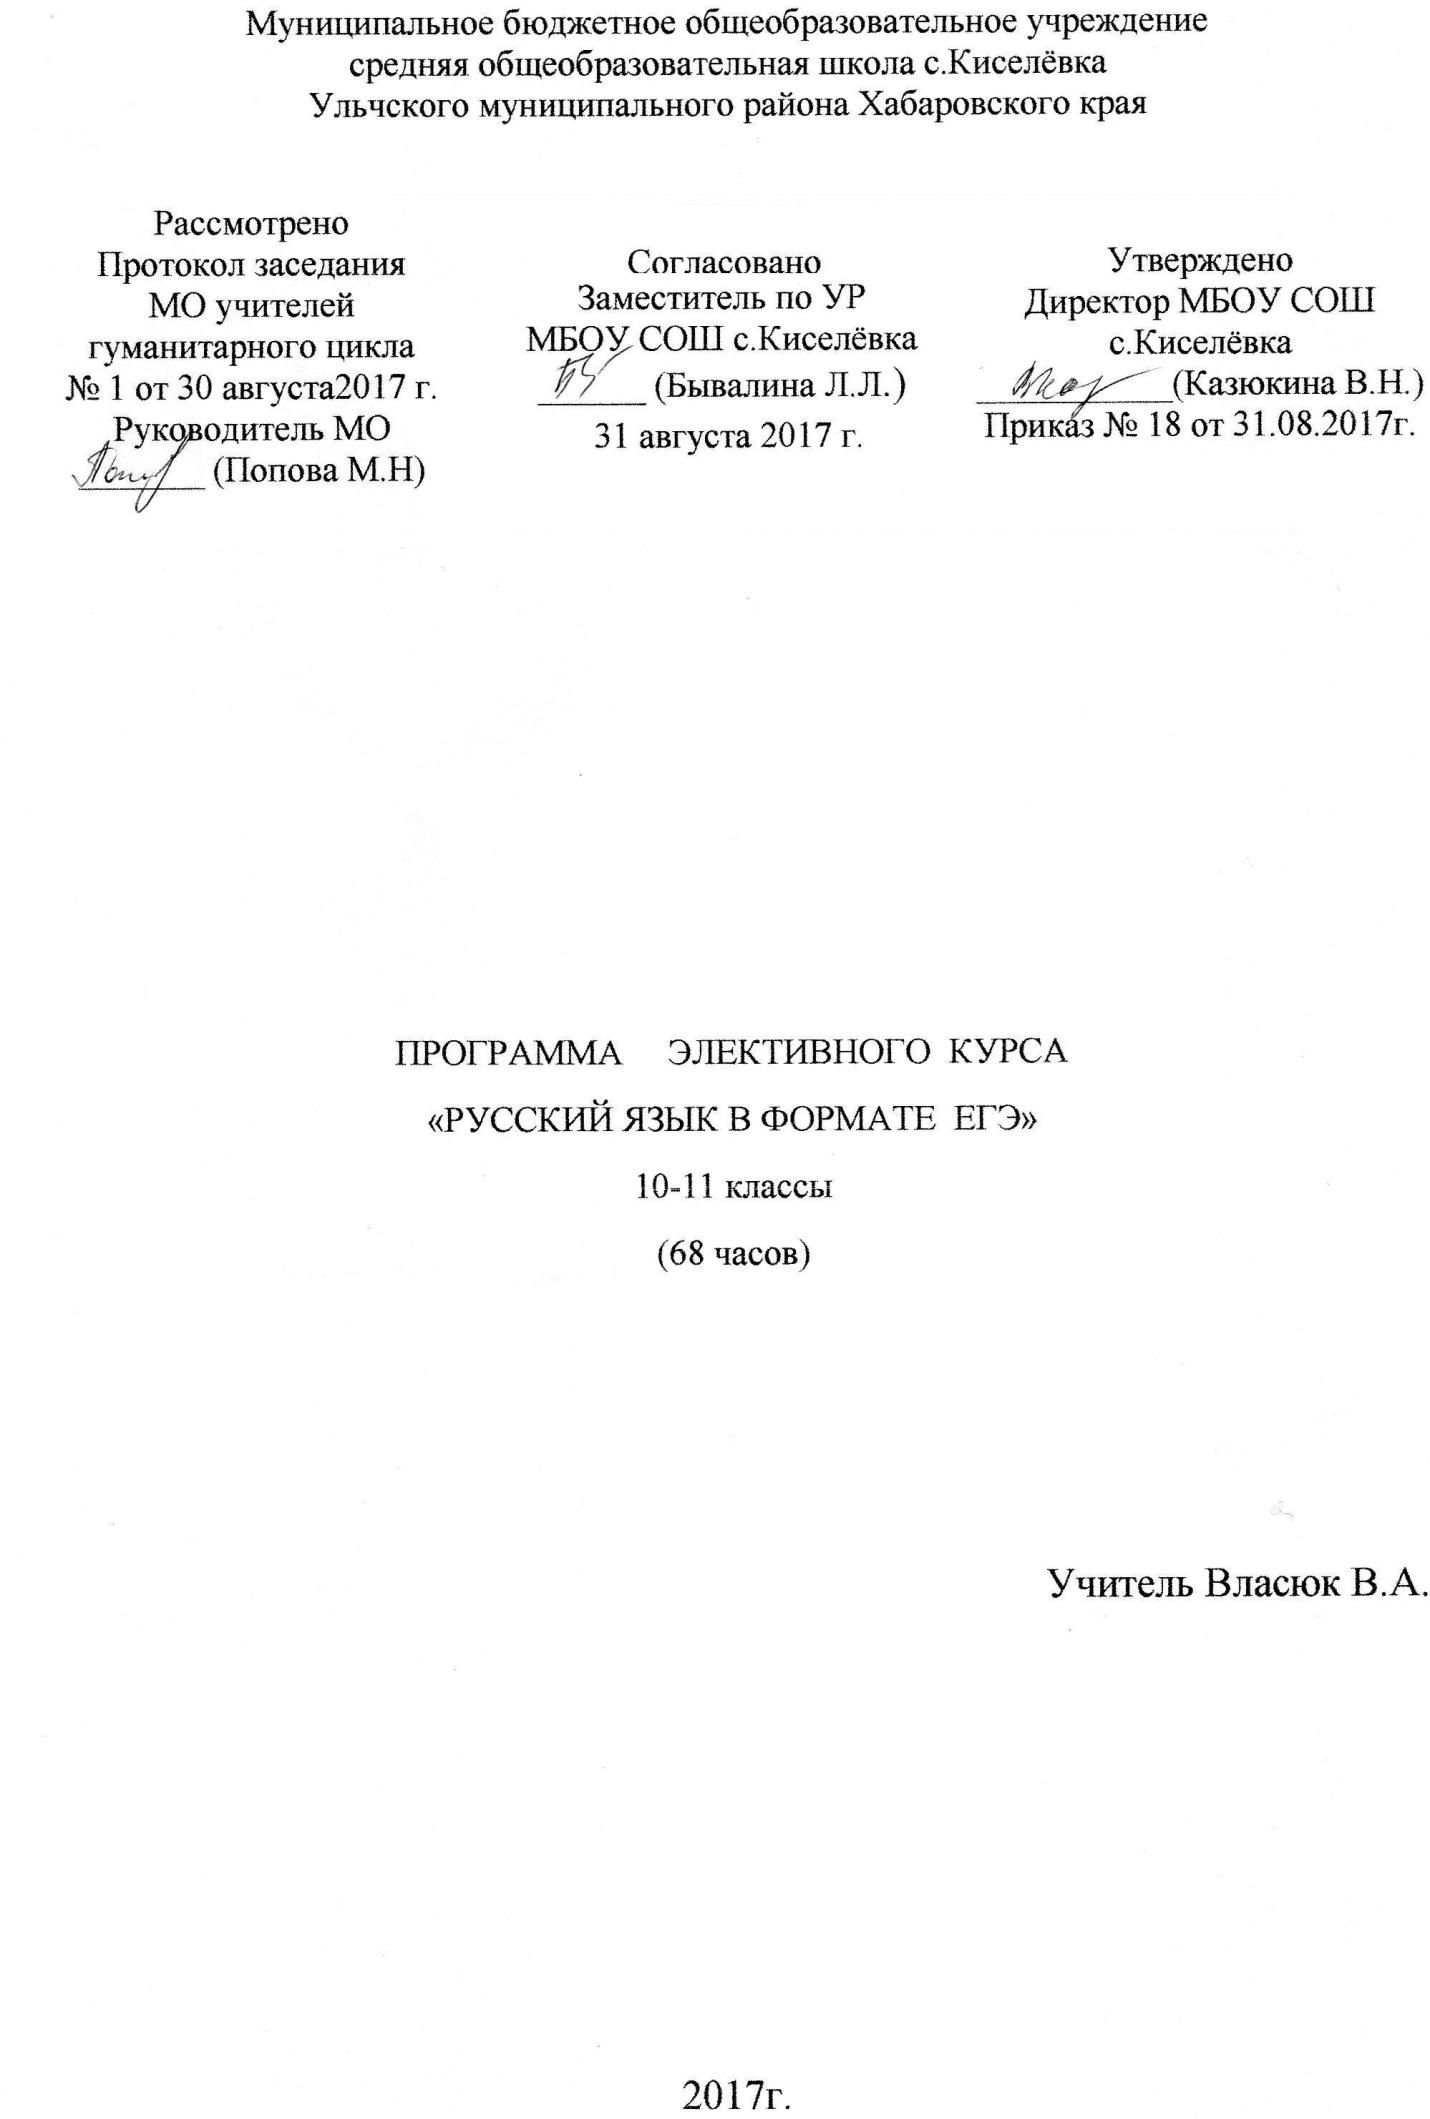 Муниципальное бюджетное общеобразовательное учреждение
средняя общеобразовательная школа с.Киселёвка
Ульчского муниципального района Хабаровского края
Рассмотрено
Протокол заседания
МО учителей
гуманитарного цикла
№ 1 от 30 августа2017 г.
Руководитель МО
________ (Попова М.Н)
Согласовано
Заместитель по УР
МБОУ СОШ с.Киселёвка
______ (Бывалина Л.Л.)
31 августа 2017 г.
Утверждено
Директор МБОУ СОШ
с.Киселёвка
___________(Казюкина В.Н.)
Приказ № 18 от 31.08.2017г.
ПРОГРАММА ЭЛЕКТИВНОГО КУРСА
«РУССКИЙ ЯЗЫК В ФОРМАТЕ ЕГЭ»
10-11 классы
(68 часов)
Учитель Власюк В.А.
2017г.